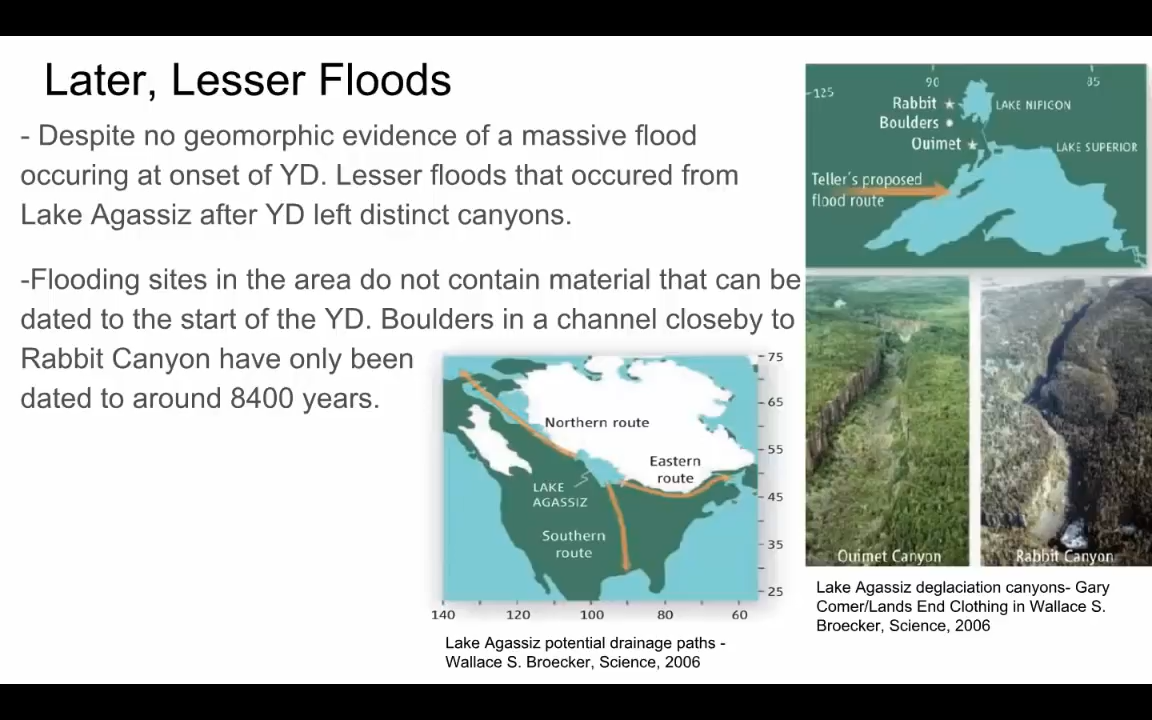 Later, Lesser Floods
- Despite no geomorphic evidence of a massive flood
occuring at onset of YD. Lesser floods that occured from
Lake Agassiz after YD left distinct canyons.
-Flooding sites in the area do not contain material that can be
dated to the start of the YD. Boulders in a channel closeby to
Rabbit Canyon have only been
dated to around 8400 years.
75
65
55
45
35
25
140
120
100
80
60
Northern route
Eastern
route
LAKE
AGASSIZ
Southern
route
Lake Agassiz potential drainage paths -
Wallace S. Broecker, Science, 2006
90
85
-125
Rabbit
Boulders
Ouimet
LAKE NIPIGON
LAKE SUPERIOR
Teller's proposed
flood route
Ouimet Canyon
Rabbit Canyon
Lake Agassiz deglaciation canyons- Gary
Comer/Lands End Clothing in Wallace S.
Broecker, Science, 2006